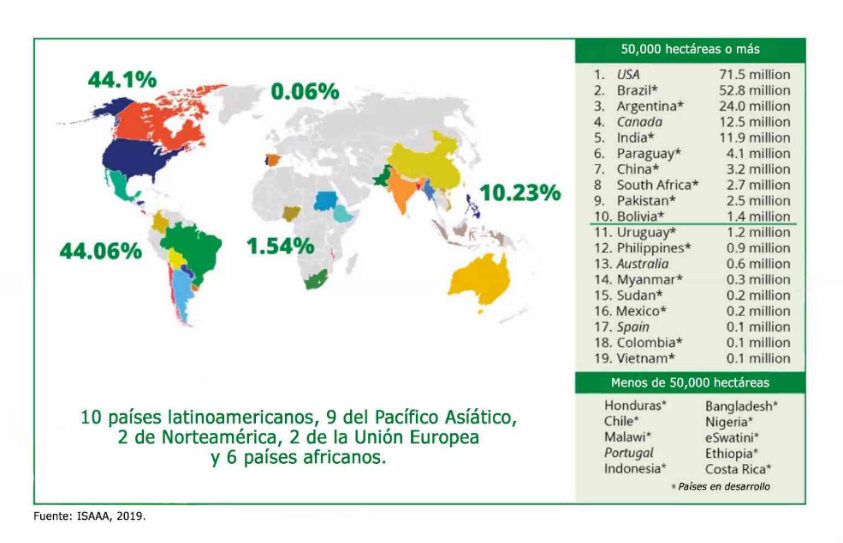 44.1%
0.06%
10.23%
44.06%
1.54%
10 países latinoamericanos, 9 del Pacífico Asíático,
2 de Norteamérica, 2 de la Unión Europea
y 6 países africanos.
50,000 hectáreas o más
1. USA 71.5 million
2. Brazil* 52.8 million
3. Argentina* 24.0 million
4. Canada 12.5 million
5. India* 11.9 million
6. Paraguay* 4.1 million
7. China* 3.2 million
8 South Africa* 2.7 million
9. Pakistan* 2.5 million
10. Bolivia* 1.4 million
11. Uruguay* 1.2 million
12. Philippines* 0.9 million
13. Australia 0.6 million
14. Myanmar* 0.3 million
15. Sudan* 0.2 million
16. Mexico* 0.2 million
17. Spain 0.1 million
18. Colombia* 0.1 million
19. Vietnam* 0.1 million
Menos de 50,000 hectáreas
Honduras* Bangladesh*
Chile* Nigeria*
Malawi* eSwatini*
Portugal Ethiopia*
Indonesia* Costa Rica*
* Países en desarrollo
Fuente: ISAAA, 2019.